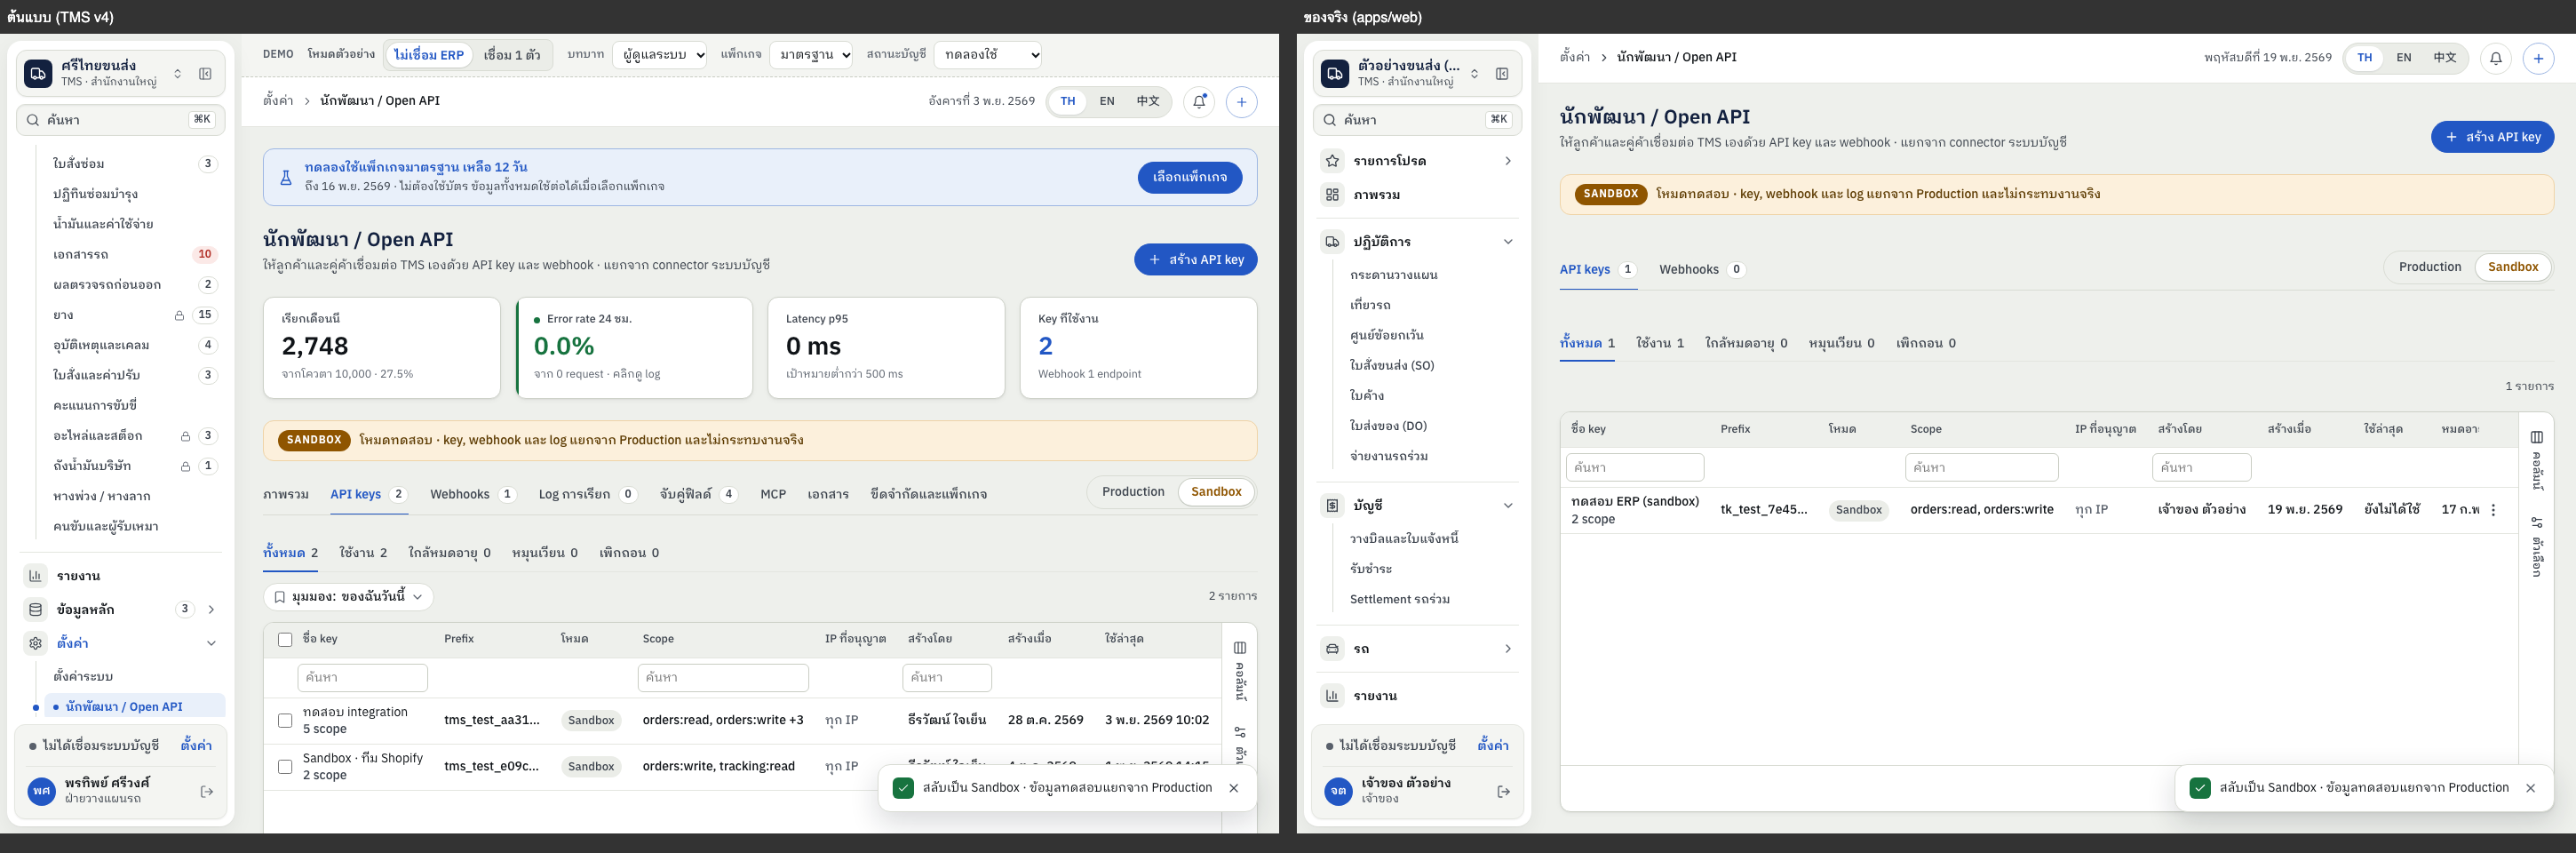 ต้นแบบ (TMS v4)
ศรีไทยขนส่ง
TMS · สำนักงานใหญ่
ค้นหา ⌘K
ใบสั่งซ่อม 3
ปฏิทินซ่อมบำรุง
น้ำมันและค่าใช้จ่าย
เอกสารรถ 10
ผลตรวจรถก่อนออก 2
ยาง 15
อุบัติเหตุและเคลม 4
ใบสั่งและค่าปรับ 3
คะแนนการขับขี่
อะไหล่และสต็อก 3
ถังน้ำมันบริษัท 1
หางพ่วง / หางลาก
คนขับและผู้รับเหมา
รายงาน
ข้อมูลหลัก 3
ตั้งค่า
ตั้งค่าระบบ
นักพัฒนา / Open API
ไม่ได้เชื่อมระบบบัญชี ตั้งค่า
พศ พรทิพย์ ศรีวงศ์
ฝ่ายวางแผนรถ
DEMO โหมดตัวอย่าง ไม่เชื่อม ERP เชื่อม 1 ตัว บทบาท ผู้ดูแลระบบ แพ็กเกจ มาตรฐาน สถานะบัญชี ทดลองใช้
ตั้งค่า นักพัฒนา / Open API อังคารที่ 3 พ.ย. 2569 TH EN 中文
ทดลองใช้แพ็กเกจมาตรฐาน เหลือ 12 วัน
ถึง 16 พ.ย. 2569 · ไม่ต้องใช้บัตร ข้อมูลทั้งหมดใช้ต่อได้เมื่อเลือกแพ็กเกจ
เลือกแพ็กเกจ
นักพัฒนา / Open API
ให้ลูกค้าและคู่ค้าเชื่อมต่อ TMS เองด้วย API key และ webhook · แยกจาก connector ระบบบัญชี
สร้าง API key
เรียกเดือนนี้
2,748
จากโควตา 10,000 · 27.5%
Error rate 24 ชม.
0.0%
จาก 0 request · คลิกดู log
Latency p95
0 ms
เป้าหมายต่ำกว่า 500 ms
Key ที่ใช้งาน
2
Webhook 1 endpoint
SANDBOX โหมดทดสอบ · key, webhook และ log แยกจาก Production และไม่กระทบงานจริง
ภาพรวม API keys 2 Webhooks 1 Log การเรียก 0 จับคู่ฟิลด์ 4 MCP เอกสาร ขีดจำกัดและแพ็กเกจ Production Sandbox
ทั้งหมด 2 ใช้งาน 2 ใกล้หมดอายุ 0 หมุนเวียน 0 เพิกถอน 0
มุมมอง: ของฉันวันนี้ 2 รายการ
ชื่อ key Prefix โหมด Scope IP ที่อนุญาต สร้างโดย สร้างเมื่อ ใช้ล่าสุด
ค้นหา ค้นหา ค้นหา
ทดสอบ integration
5 scope
tms_test_aa31... Sandbox orders:read, orders:write +3 ทุก IP ธีรวัฒน์ ใจเย็น 28 ต.ค. 2569 3 พ.ย. 2569 10:02
Sandbox · ทีม Shopify
2 scope
tms_test_e09c... Sandbox orders:write, tracking:read ทุก IP
คอลัมน์
สลับเป็น Sandbox · ข้อมูลทดสอบแยกจาก Production
ของจริง (apps/web)
ตัวอย่างขนส่ง (...
TMS · สำนักงานใหญ่
ค้นหา ⌘K
รายการโปรด
ภาพรวม
ปฏิบัติการ
กระดานวางแผน
เที่ยวรถ
ศูนย์ข้อยกเว้น
ใบสั่งขนส่ง (SO)
ใบค้าง
ใบส่งของ (DO)
จ่ายงานรถร่วม
บัญชี
วางบิลและใบแจ้งหนี้
รับชำระ
Settlement รถร่วม
รถ
รายงาน
ไม่ได้เชื่อมระบบบัญชี ตั้งค่า
จต เจ้าของ ตัวอย่าง
เจ้าของ
ตั้งค่า นักพัฒนา / Open API พฤหัสบดีที่ 19 พ.ย. 2569 TH EN 中文
นักพัฒนา / Open API
ให้ลูกค้าและคู่ค้าเชื่อมต่อ TMS เองด้วย API key และ webhook · แยกจาก connector ระบบบัญชี
สร้าง API key
SANDBOX โหมดทดสอบ · key, webhook และ log แยกจาก Production และไม่กระทบงานจริง
API keys 1 Webhooks 0 Production Sandbox
ทั้งหมด 1 ใช้งาน 1 ใกล้หมดอายุ 0 หมุนเวียน 0 เพิกถอน 0
1 รายการ
ชื่อ key Prefix โหมด Scope IP ที่อนุญาต สร้างโดย สร้างเมื่อ ใช้ล่าสุด
ค้นหา ค้นหา ค้นหา
ทดสอบ ERP (sandbox)
2 scope
tk_test_7e45... Sandbox orders:read, orders:write ทุก IP เจ้าของ ตัวอย่าง 19 พ.ย. 2569 ยังไม่ได้ใช้ 17 ก.พ
คอลัมน์
ตัวเลือก
สลับเป็น Sandbox · ข้อมูลทดสอบแยกจาก Production